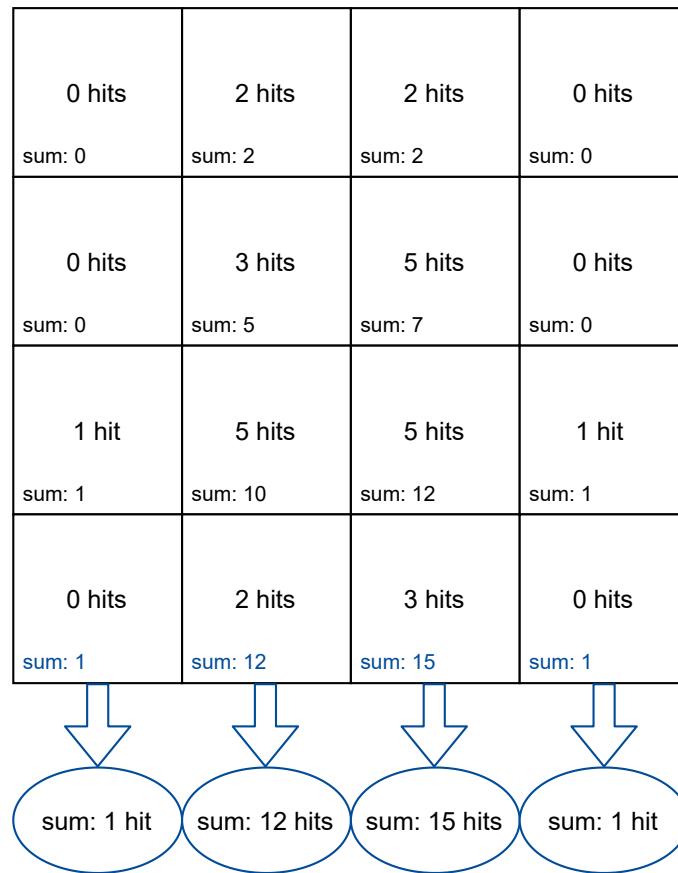 0 hits 2 hits 2 hits 0 hits
sum: 0 sum: 2 sum: 2 sum: 0
0 hits 3 hits 5 hits 0 hits
sum: 0 sum: 5 sum: 7 sum: 0
1 hit 5 hits 5 hits 1 hit
sum: 1 sum: 10 sum: 12 sum: 1
0 hits 2 hits 3 hits 0 hits
sum: 1 sum: 12 sum: 15 sum: 1
sum: 1 hit sum: 12 hits sum: 15 hits sum: 1 hit